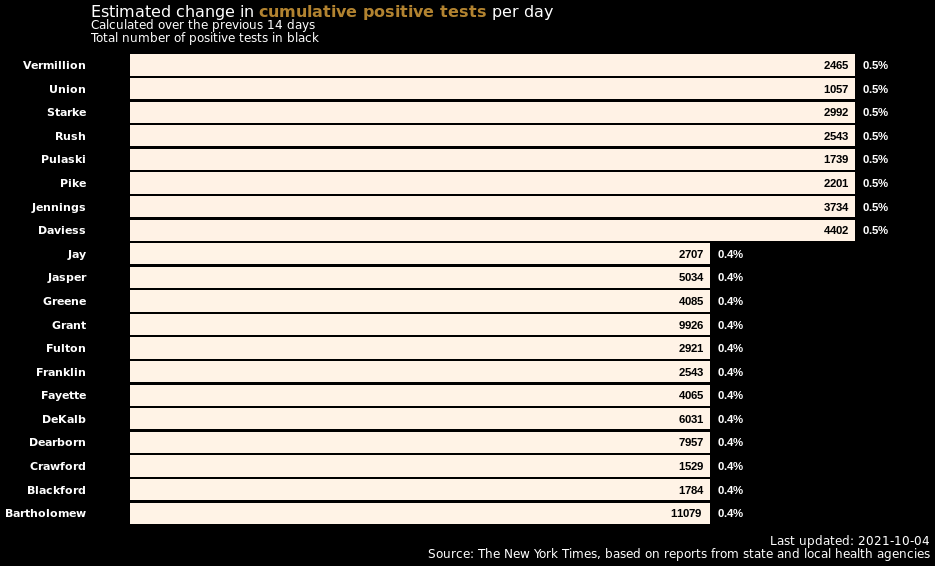 Estimated change in cumulative positive tests per day
Calculated over the previous 14 days
Total number of positive tests in black
Vermillion 2465 0.5%
Union 1057 0.5%
Starke 2992 0.5%
Rush 2543 0.5%
Pulaski 1739 0.5%
Pike 2201 0.5%
Jennings 3734 0.5%
Daviess 4402 0.5%
Jay 2707 0.4%
Jasper 5034 0.4%
Greene 4085 0.4%
Grant 9926 0.4%
Fulton 2921 0.4%
Franklin 2543 0.4%
Fayette 4065 0.4%
DeKalb 6031 0.4%
Dearborn 7957 0.4%
Crawford 1529 0.4%
Blackford 1784 0.4%
Bartholomew 11079 0.4%
Last updated: 2021-10-04
Source: The New York Times, based on reports from state and local health agencies